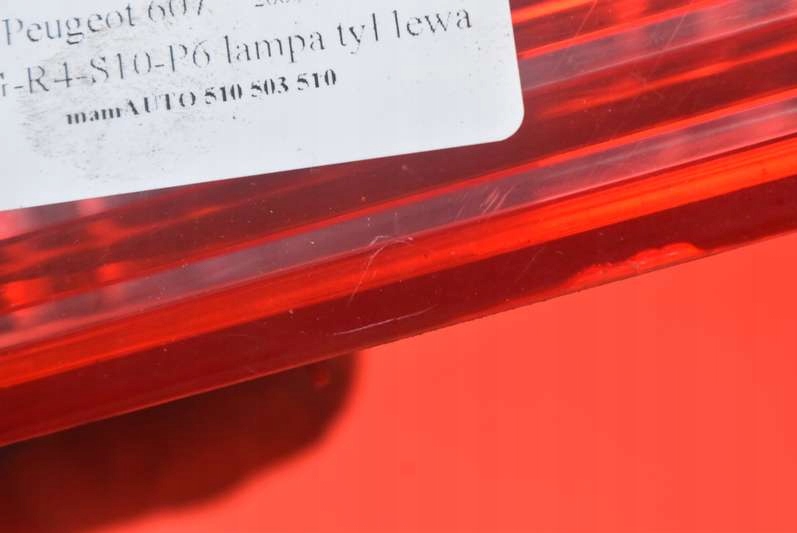 Peugeot 607
-R4-S10-P6 lampa tył lewa
mamAUTO 510 503 510